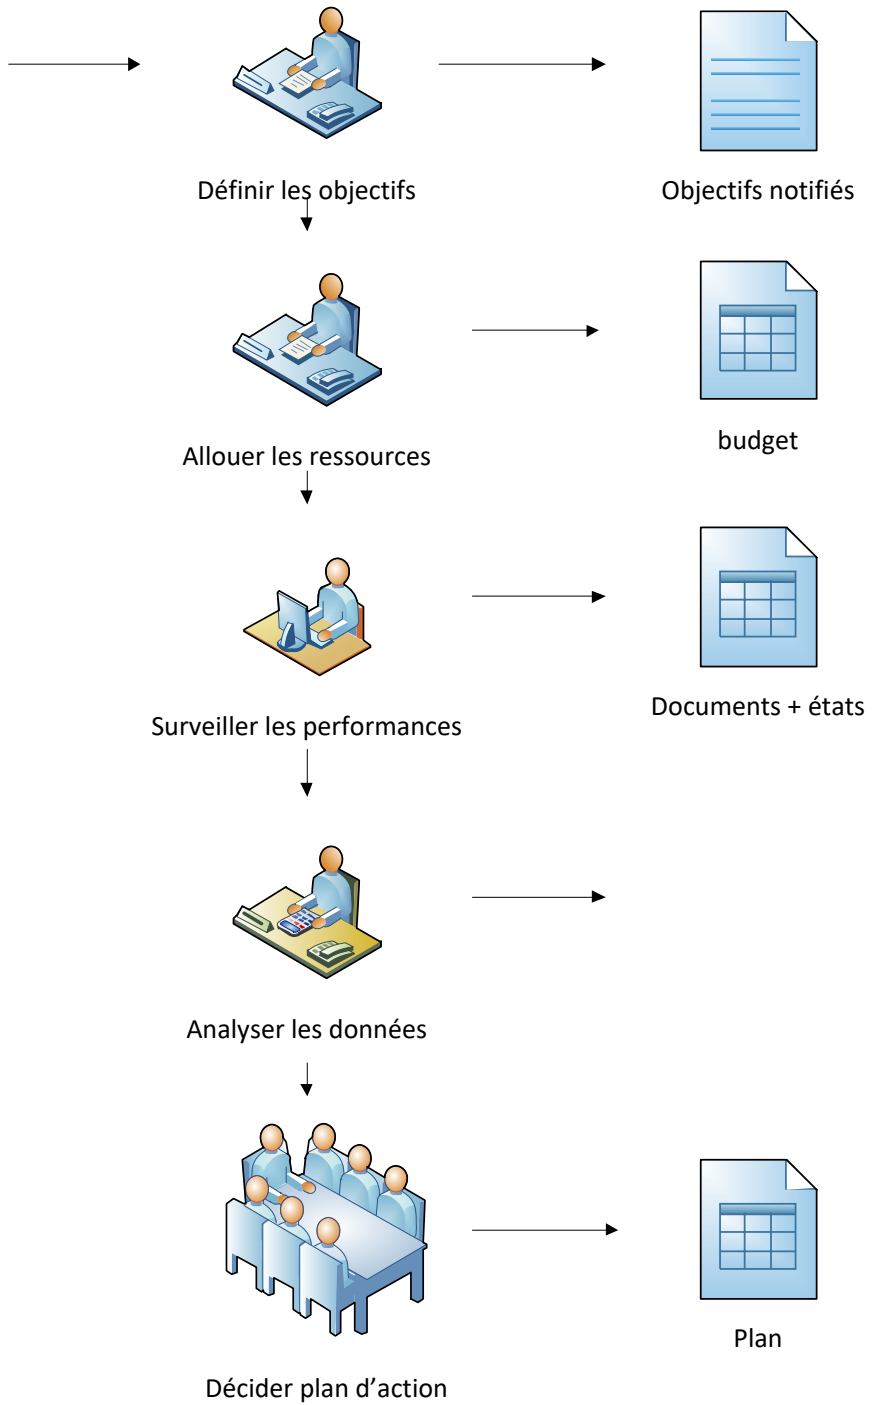 Définir les objectifs
Objectifs notifiés
Allouer les ressources
budget
Surveiller les performances
Documents + états
Analyser les données
Plan
Décider plan d’action